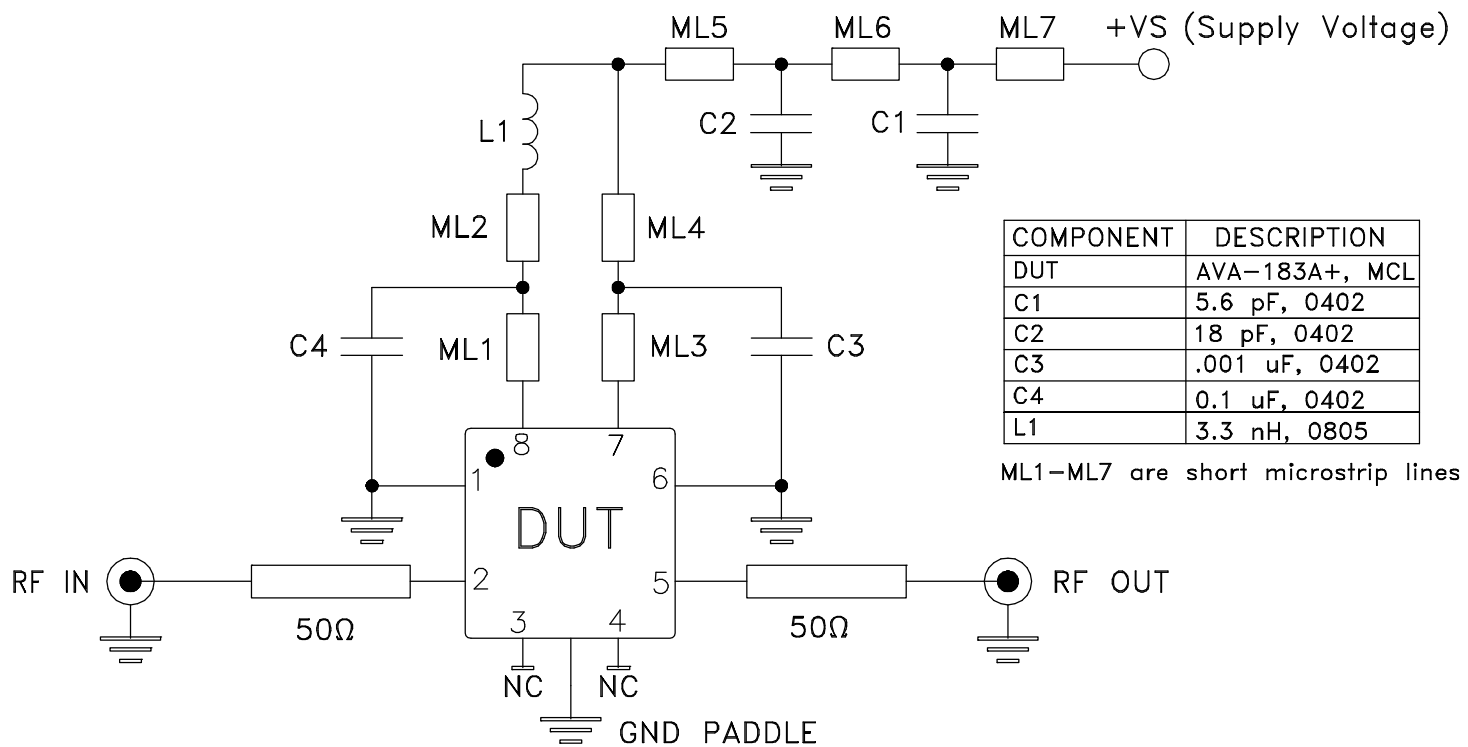 ML5
ML6
ML7
+VS (Supply Voltage)
L1
C2
C1
ML2
ML4
COMPONENT DESCRIPTION
DUT AVA-183A+, MCL
C1 5.6 pF, 0402
C2 18 pF, 0402
C3 .001 uF, 0402
C4 0.1 uF, 0402
L1 3.3 nH, 0805
ML1-ML7 are short microstrip lines
C4
ML1
ML3
C3
8
7
1
6
DUT
RF IN
2
5
RF OUT
50Ω
3
4
50Ω
NC
NC
GND PADDLE